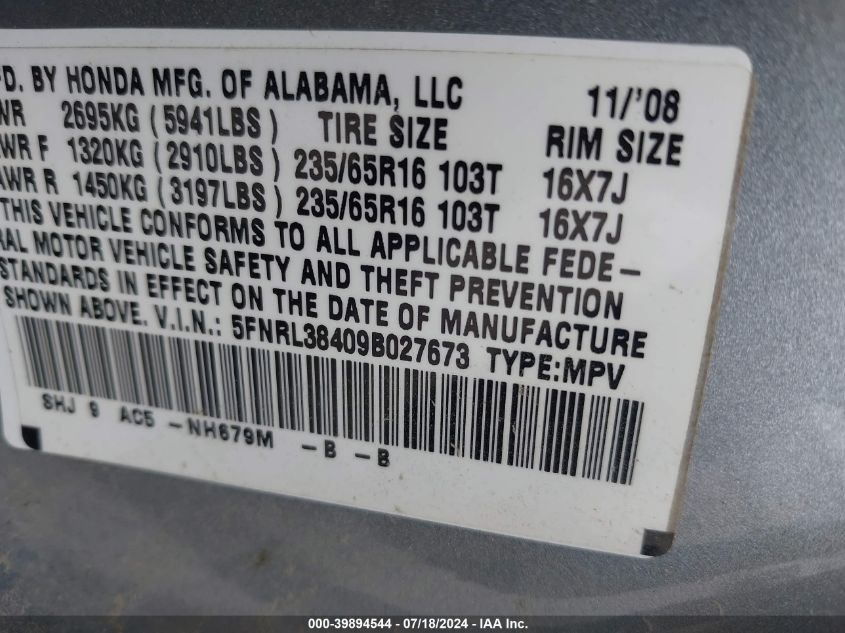 FD. BY HONDA MFG. OF ALABAMA, LLC 11/'08
WR 2695KG (5941LBS) TIRE SIZE RIM SIZE
WR F 1320KG (2910LBS) 235/65R16 103T 16X7J
AWR R 1450KG (3197LBS) 235/65R16 103T 16X7J
THIS VEHICLE CONFORMS TO ALL APPLICABLE FEDE-
RAL MOTOR VEHICLE SAFETY AND THEFT PREVENTION
STANDARDS IN EFFECT ON THE DATE OF MANUFACTURE
SHOWN ABOVE. V.I.N.: 5FNRL38409B027673 TYPE:MPV
SHJ 9 AC5 -NH679M -B -B
000-39894544 - 07/18/2024 - IAA Inc.